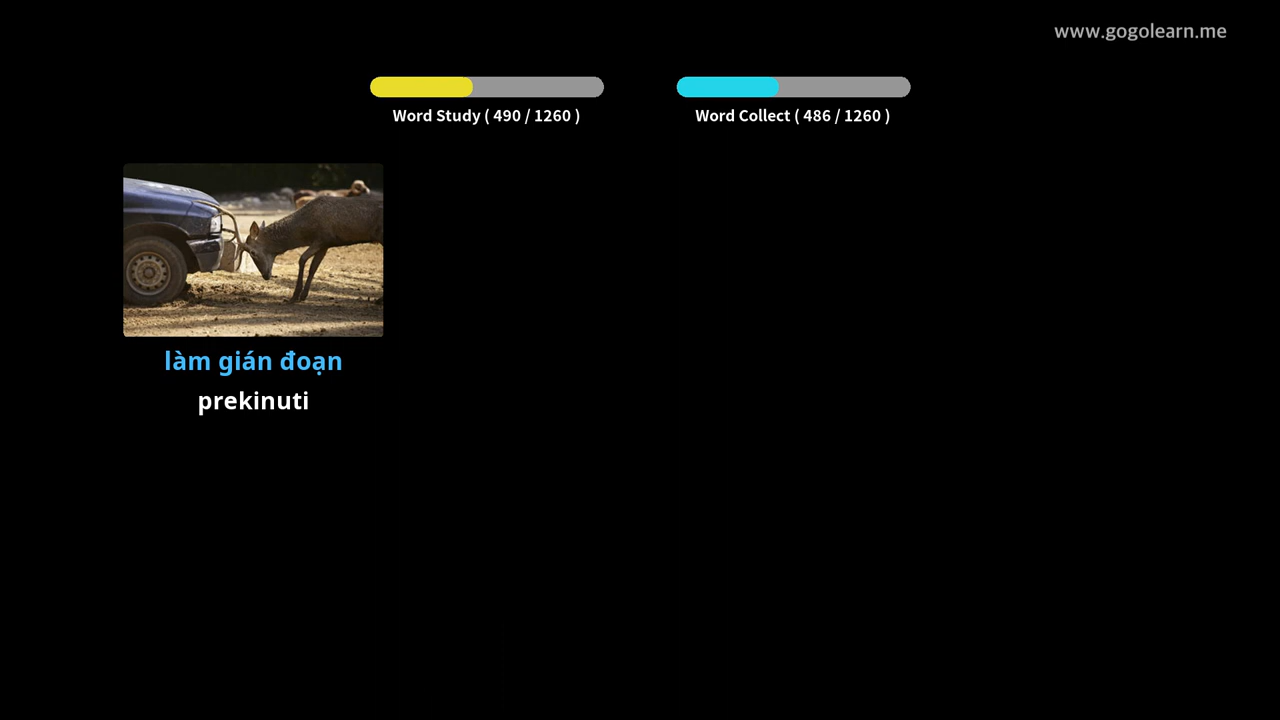 www.gogolearn.me
Word Study ( 490 / 1260 )
Word Collect ( 486 / 1260 )
làm gián đoạn
prekinuti